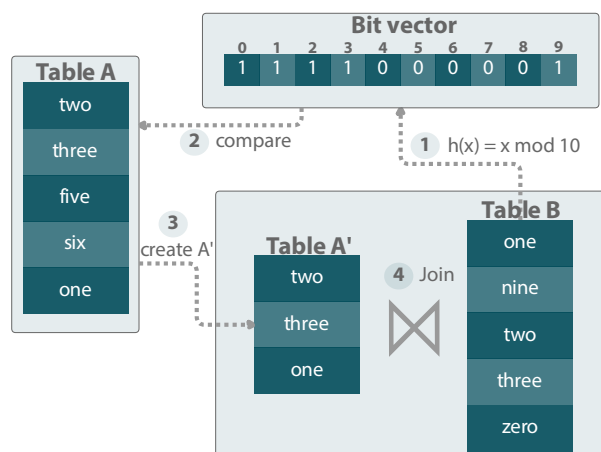 Bit vector
0 1 2 3 4 5 6 7 8 9
1 1 1 1 0 0 0 0 0 1
Table A
two
three
five
six
one
2 compare
1 h(x) = x mod 10
3
create A'
Table A'
two
three
one
4 Join
Table B
one
nine
two
three
zero